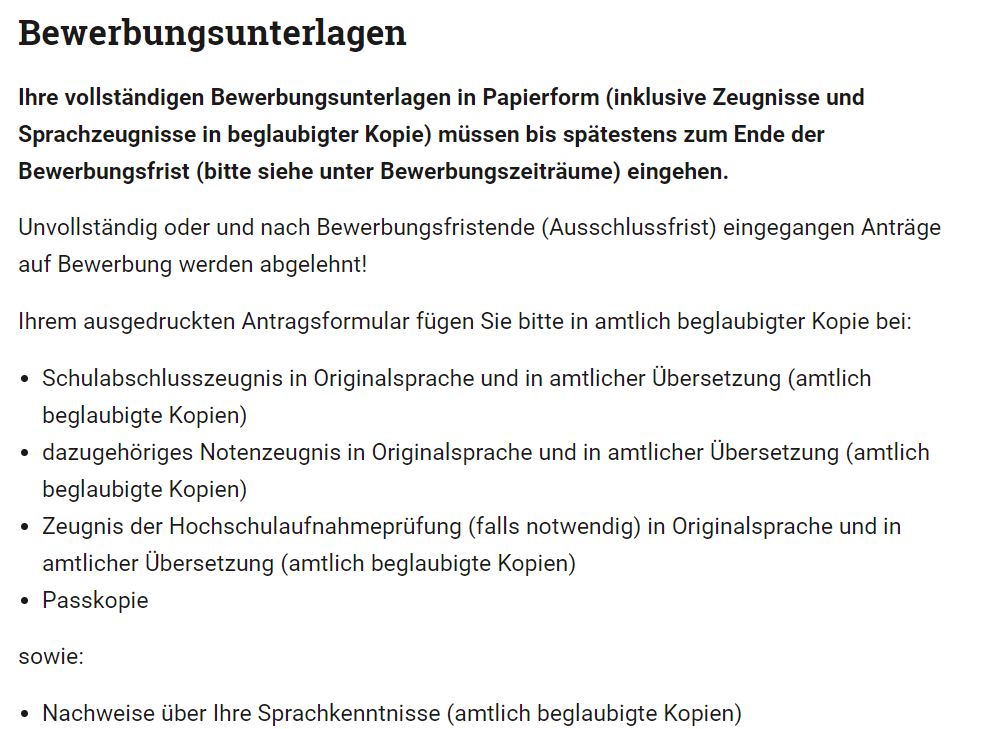 Bewerbungsunterlagen
Ihre vollständigen Bewerbungsunterlagen in Papierform (inklusive Zeugnisse und
Sprachzeugnisse in beglaubigter Kopie) müssen bis spätestens zum Ende der
Bewerbungsfrist (bitte siehe unter Bewerbungszeiträume) eingehen.
Unvollständig oder und nach Bewerbungsfristende (Ausschlussfrist) eingegangen Anträge
auf Bewerbung werden abgelehnt!
Ihrem ausgedruckten Antragsformular fügen Sie bitte in amtlich beglaubigter Kopie bei:
• Schulabschlusszeugnis in Originalsprache und in amtlicher Übersetzung (amtlich
beglaubigte Kopien)
• dazugehöriges Notenzeugnis in Originalsprache und in amtlicher Übersetzung (amtlich
beglaubigte Kopien)
• Zeugnis der Hochschulaufnahmeprüfung (falls notwendig) in Originalsprache und in
amtlicher Übersetzung (amtlich beglaubigte Kopien)
• Passkopie
sowie:
• Nachweise über Ihre Sprachkenntnisse (amtlich beglaubigte Kopien)